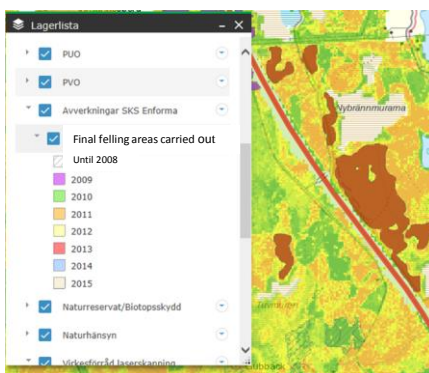 Lagerlista
PUO
PVO
Avverkningar SKS Enforma
Final felling areas carried out
Until 2008
2009
2010
2011
2012
2013
2014
2015
Naturreservat/Biotopsskydd
Naturhänsyn
Virkesförråd laserskanning
Nybrännmurarna